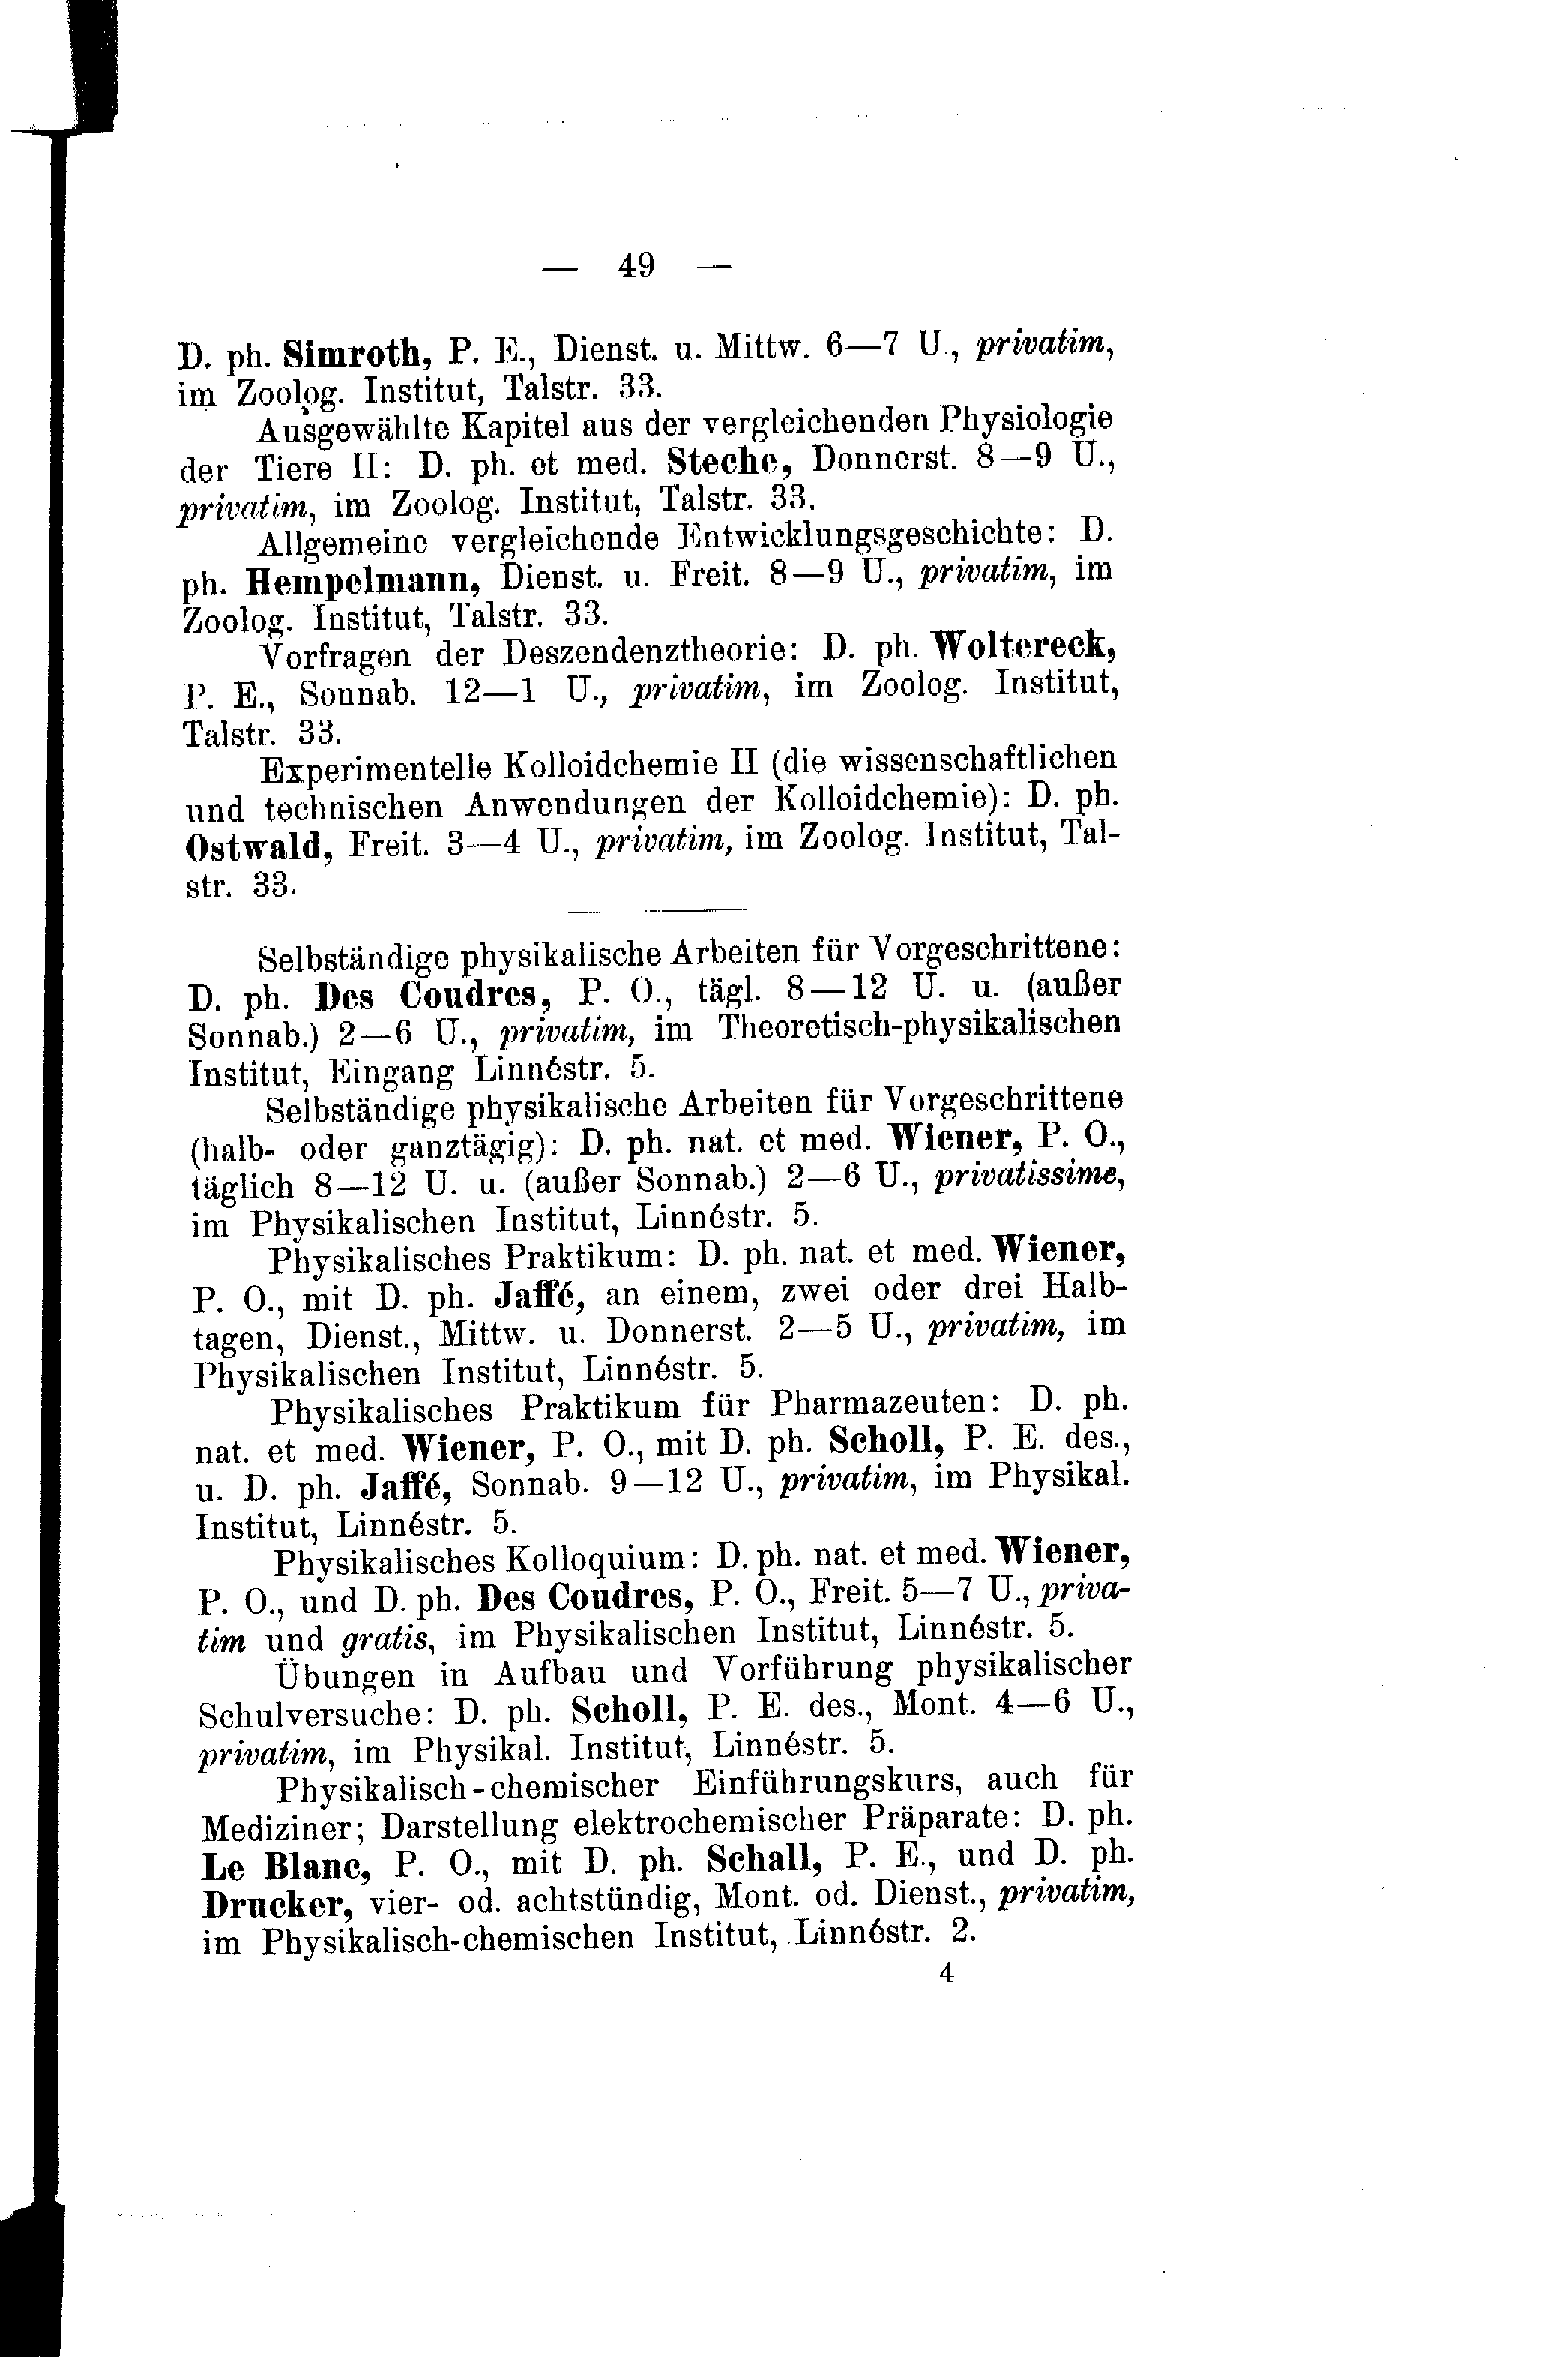 — 49 —
D. ph. Simroth, P. E., Dienst. u. Mittw. 6—7 U., privatim,
im Zoolog. Institut, Talstr. 33.
Ausgewählte Kapitel aus der vergleichenden Physiologie
der Tiere II: D. ph. et med. Steche, Donnerst. 8—9 U.,
privatim, im Zoolog. Institut, Talstr. 33.
Allgemeine vergleichende Entwicklungsgeschichte: D.
ph. Hempelmann, Dienst. u. Freit. 8—9 U., privatim, im
Zoolog. Institut, Talstr. 33.
Vorfragen der Deszendenztheorie: D. ph. Woltereck,
P. E., Sonnab. 12—1 U., privatim, im Zoolog. Institut,
Talstr. 33.
Experimentelle Kolloidchemie II (die wissenschaftlichen
und technischen Anwendungen der Kolloidchemie): D. ph.
Ostwald, Freit. 3—4 U., privatim, im Zoolog. Institut, Tal-
str. 33.
Selbständige physikalische Arbeiten für Vorgeschrittene:
D. ph. Des Coudres, P. O., tägl. 8—12 U. u. (außer
Sonnab.) 2—6 U., privatim, im Theoretisch-physikalischen
Institut, Eingang Linnéstr. 5.
Selbständige physikalische Arbeiten für Vorgeschrittene
(halb- oder ganztägig): D. ph. nat. et med. Wiener, P. O.,
täglich 8—12 U. u. (außer Sonnab.) 2—6 U., privatissime,
im Physikalischen Institut, Linnéstr. 5.
Physikalisches Praktikum: D. ph. nat. et med. Wiener,
P. O., mit D. ph. Jaffé, an einem, zwei oder drei Halb-
tagen, Dienst., Mittw. u. Donnerst. 2—5 U., privatim, im
Physikalischen Institut, Linnéstr. 5.
Physikalisches Praktikum für Pharmazeuten: D. ph.
nat. et med. Wiener, P. O., mit D. ph. Scholl, P. E. des.,
u. D. ph. Jaffé, Sonnab. 9—12 U., privatim, im Physikal.
Institut, Linnéstr. 5.
Physikalisches Kolloquium: D. ph. nat. et med. Wiener,
P. O., und D. ph. Des Coudres, P. O., Freit. 5—7 U., priva-
tim und gratis, im Physikalischen Institut, Linnéstr. 5.
Übungen in Aufbau und Vorführung physikalischer
Schulversuche: D. ph. Scholl, P. E. des., Mont. 4—6 U.,
privatim, im Physikal. Institut, Linnéstr. 5.
Physikalisch-chemischer Einführungskurs, auch für
Mediziner; Darstellung elektrochemischer Präparate: D. ph.
Le Blanc, P. O., mit D. ph. Schall, P. E., und D. ph.
Drucker, vier- od. achtstündig, Mont. od. Dienst., privatim,
im Physikalisch-chemischen Institut, Linnéstr. 2.
4